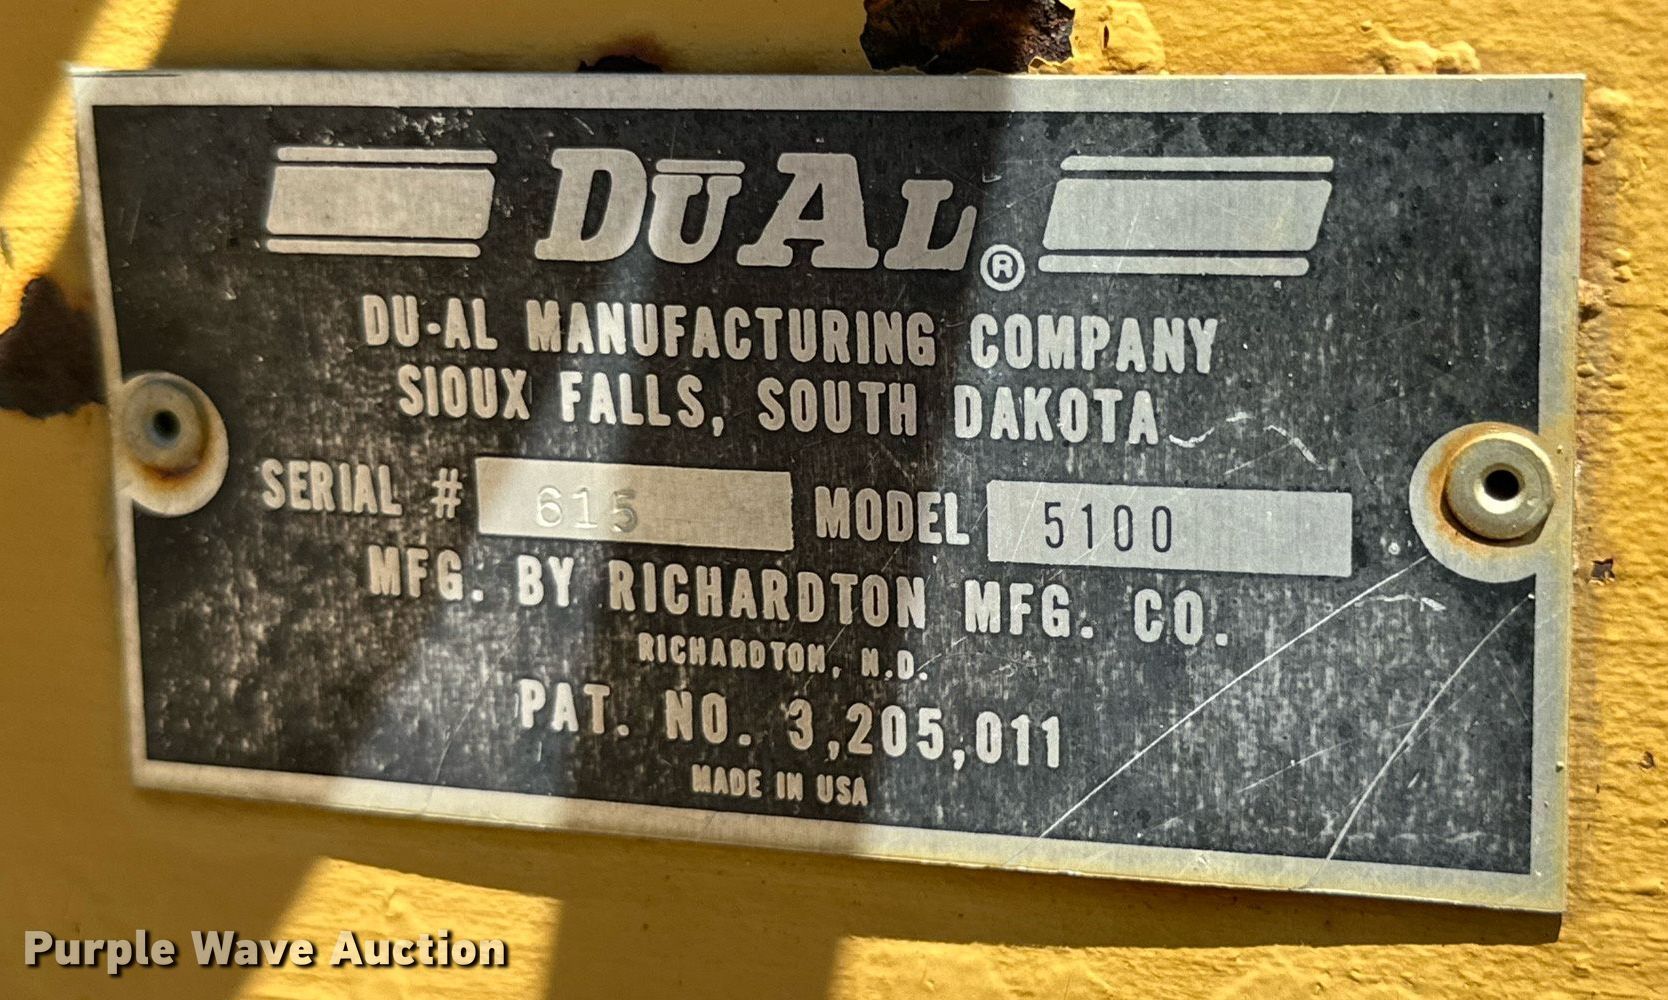 DUAL®
DU-AL MANUFACTURING COMPANY
SIOUX FALLS, SOUTH DAKOTA
SERIAL # 615 MODEL 5100
MFG. BY RICHARDTON MFG. CO.
RICHARDTON, N.D.
PAT. NO. 3,205,011
MADE IN USA
Purple Wave Auction